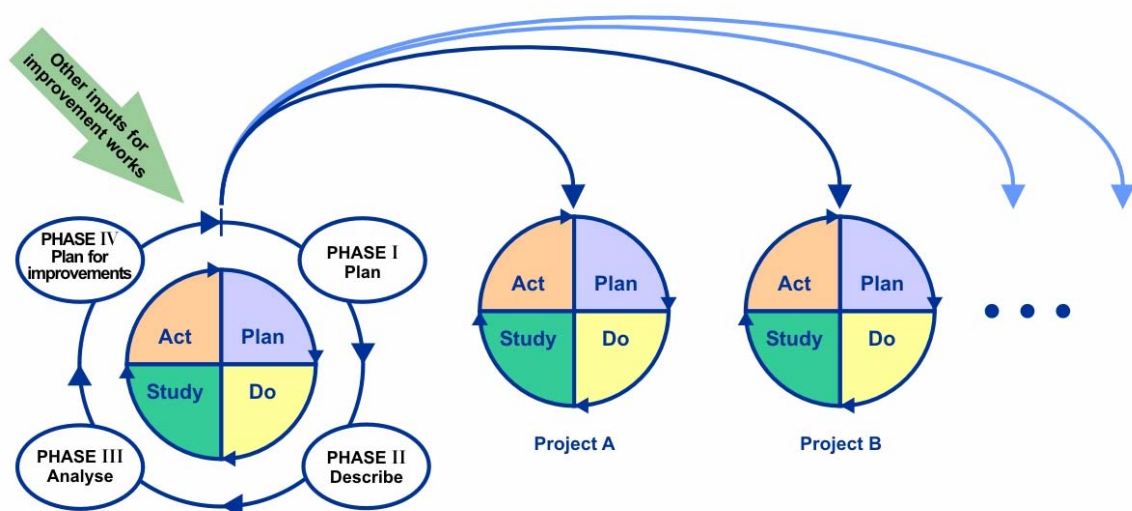 Other inputs for
improvement works
PHASE IV
Plan for
improvements
PHASE I
Plan
Act
Plan
Study
Do
PHASE III
Analyse
PHASE II
Describe
Act
Plan
Study
Do
Project A
Act
Plan
Study
Do
Project B